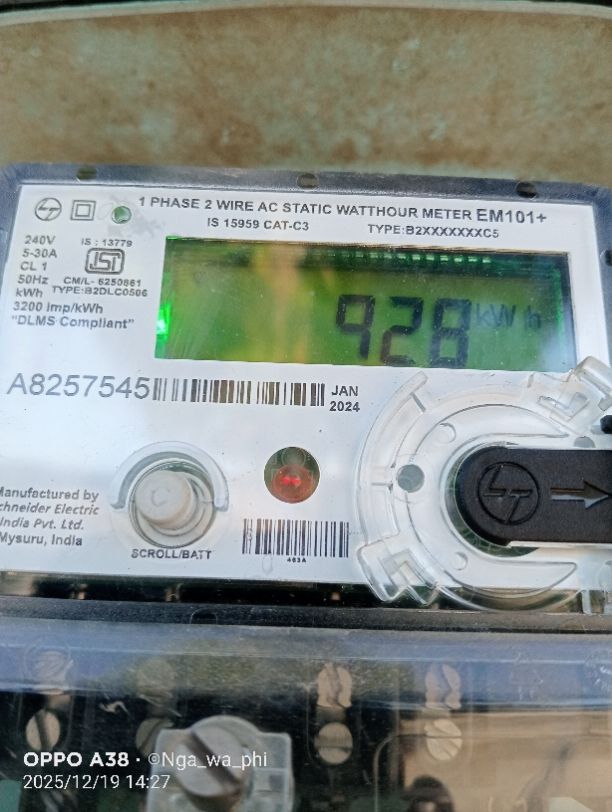 1 PHASE 2 WIRE AC STATIC WATTHOUR METER EM101+
IS 15959 CAT-C3 TYPE:B2XXXXXXXC5
240V
5-30A
CL 1
50Hz
kWh
3200 imp/kWh
"DLMS Compliant"
IS : 13779
ISI
CM/L- 6250861
TYPE:B2DLC0506
928 kWh
A8257545
JAN
2024
Manufactured by
chneider Electric
India Pvt. Ltd.
Mysuru, India
SCROLL/BATT
463A
LT
OPPO A38 · ©Nga_wa_phi
2025/12/19 14:27